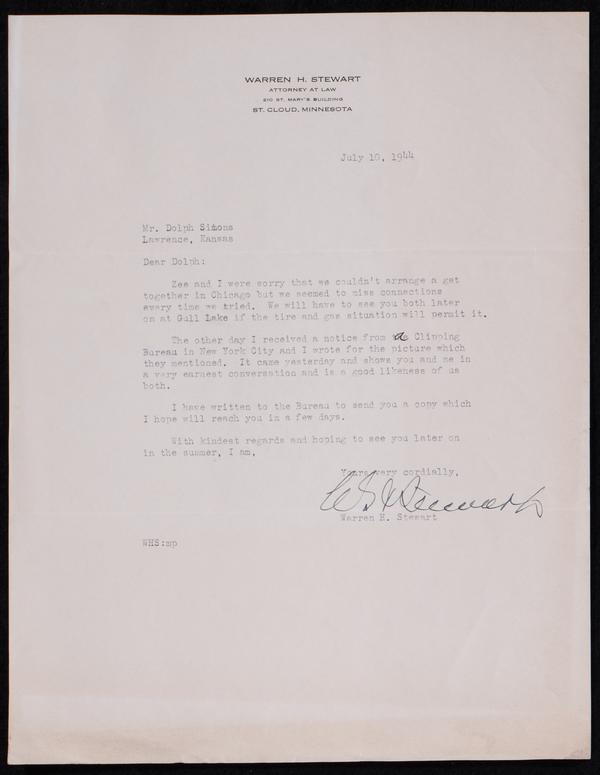 WARREN H. STEWART
ATTORNEY AT LAW
210 ST. MARY'S BUILDING
ST. CLOUD, MINNESOTA
July 10, 1944
Mr. Dolph Simons
Lawrence, Kansas
Dear Dolph:
Zee and I were sorry that we couldn't arrange a get
together in Chicago but we seemed to miss connections
every time we tried. We will have to see you both later
on at Gull Lake if the tire and gas situation will permit it.
The other day I received a notice from a Clipping
Bureau in New York City and I wrote for the picture which
they mentioned. It came yesterday and shows you and me in
a very earnest conversation and is a good likeness of us
both.
I have written to the Bureau to send you a copy which
I hope will reach you in a few days.
With kindest regards and hoping to see you later on
in the summer, I am,
Yours very cordially,
W H Stewart
Warren H. Stewart
WHS:mp